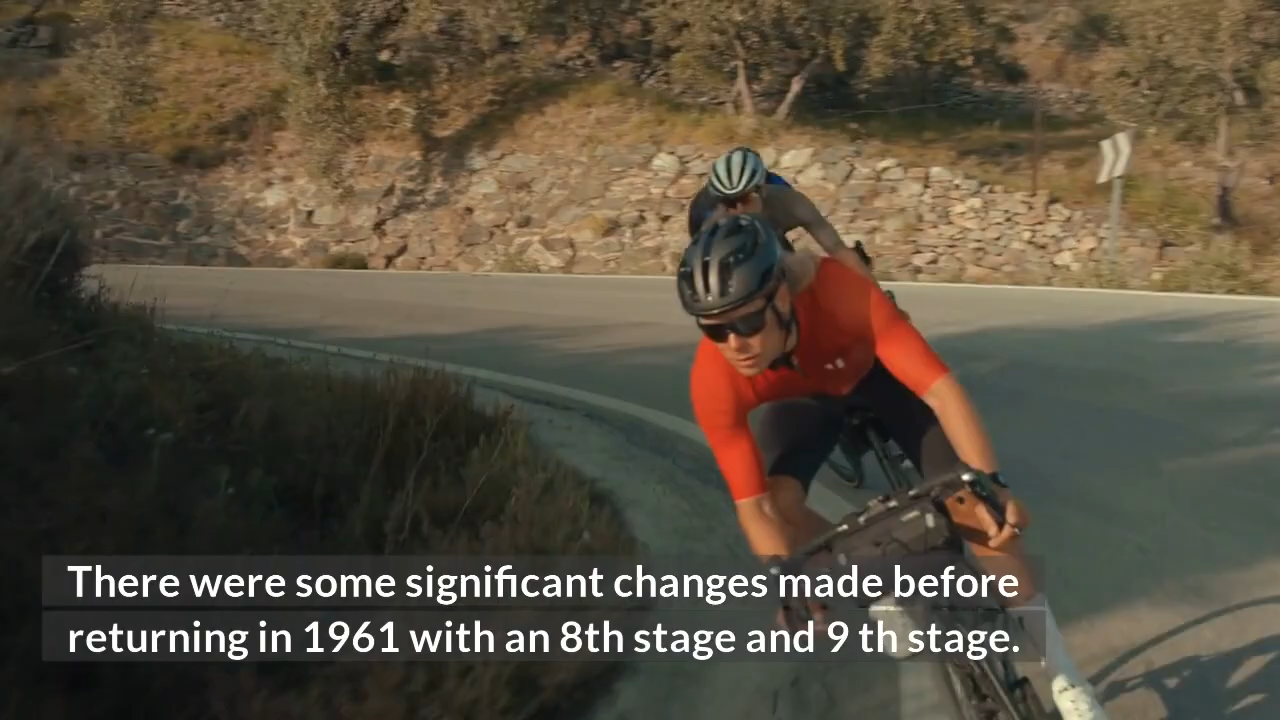 There were some significant changes made before
returning in 1961 with an 8th stage and 9 th stage.